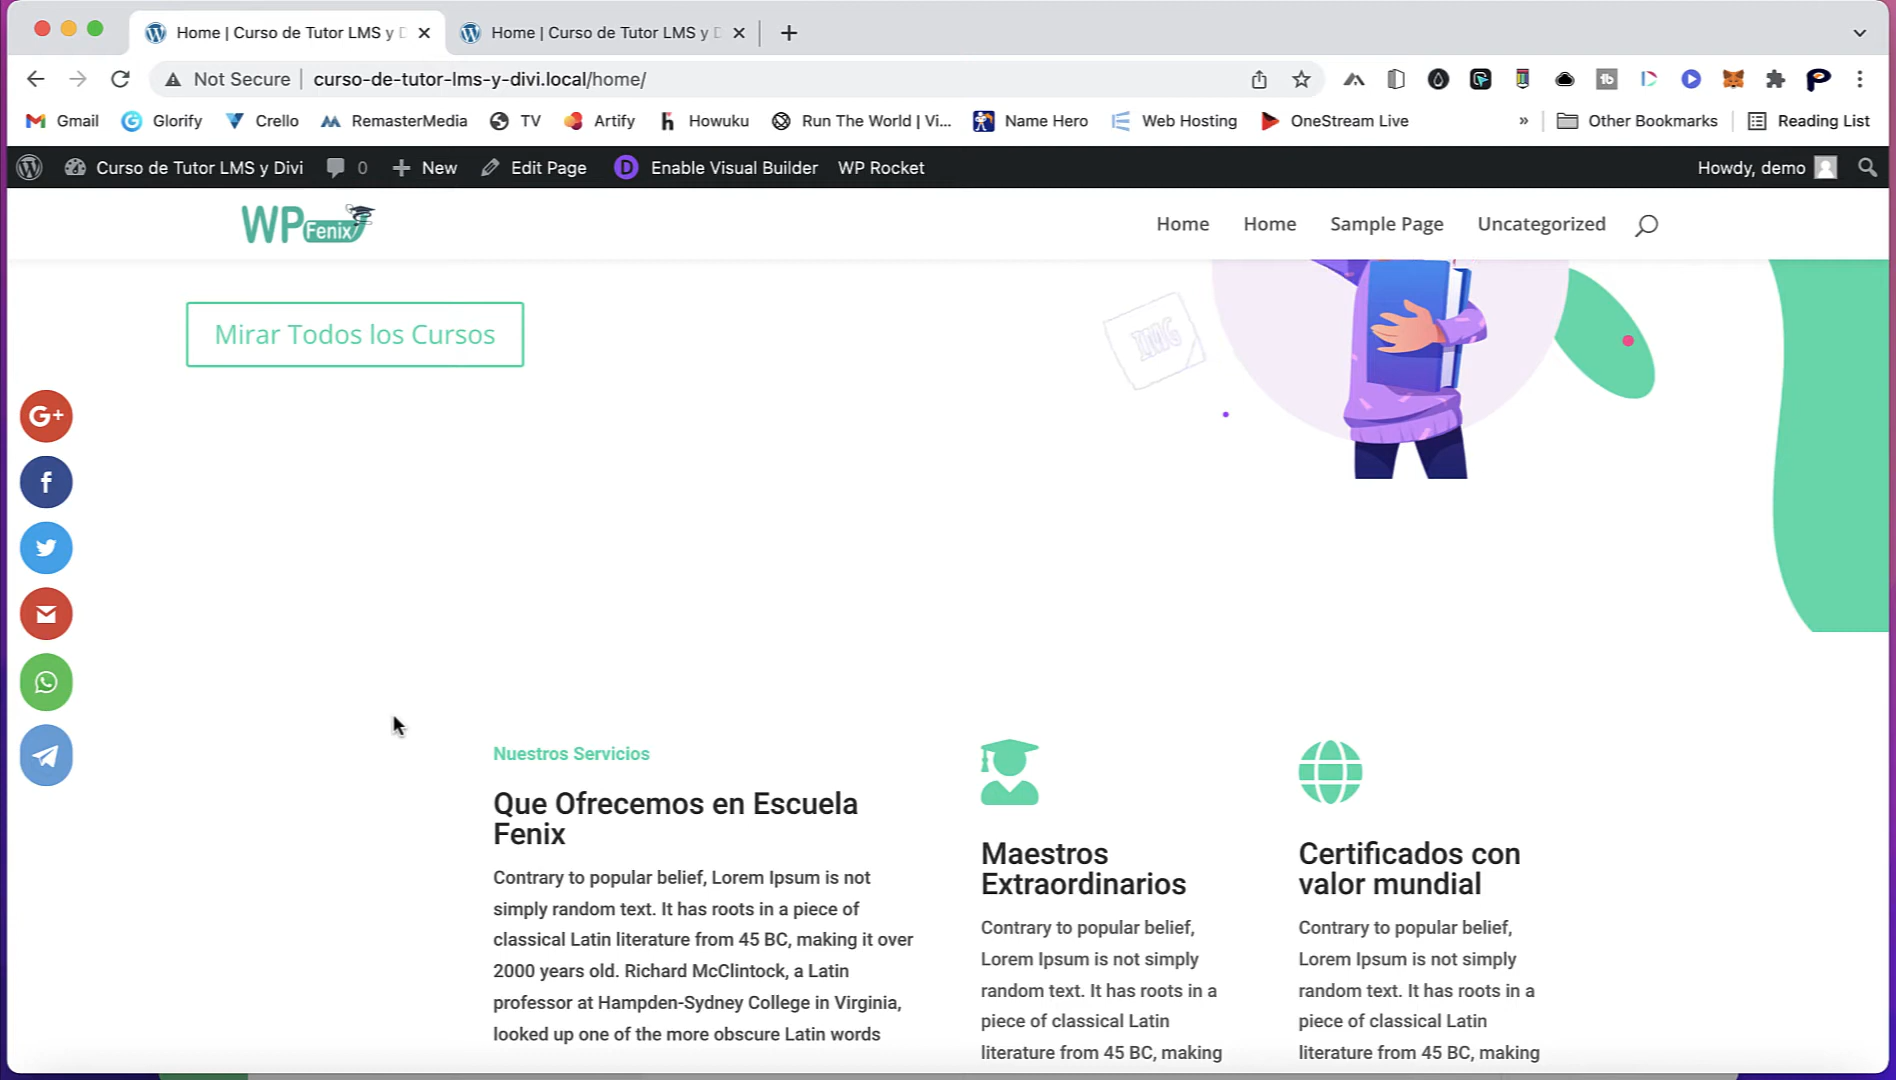 Home | Curso de Tutor LMS y D
Home | Curso de Tutor LMS y D
Not Secure
curso-de-tutor-lms-y-divi.local/home/
Gmail
Glorify
Crello
RemasterMedia
TV
Artify
Howuku
Run The World | Vi...
Name Hero
Web Hosting
OneStream Live
»
Other Bookmarks
Reading List
Curso de Tutor LMS y Divi
0
New
Edit Page
Enable Visual Builder
WP Rocket
Howdy, demo
WP Fenix
Home
Home
Sample Page
Uncategorized
Mirar Todos los Cursos
IMG
G+
f
Nuestros Servicios
Que Ofrecemos en Escuela
Fenix
Contrary to popular belief, Lorem Ipsum is not
simply random text. It has roots in a piece of
classical Latin literature from 45 BC, making it over
2000 years old. Richard McClintock, a Latin
professor at Hampden-Sydney College in Virginia,
looked up one of the more obscure Latin words
Maestros
Extraordinarios
Contrary to popular belief,
Lorem Ipsum is not simply
random text. It has roots in a
piece of classical Latin
literature from 45 BC, making
Certificados con
valor mundial
Contrary to popular belief,
Lorem Ipsum is not simply
random text. It has roots in a
piece of classical Latin
literature from 45 BC, making